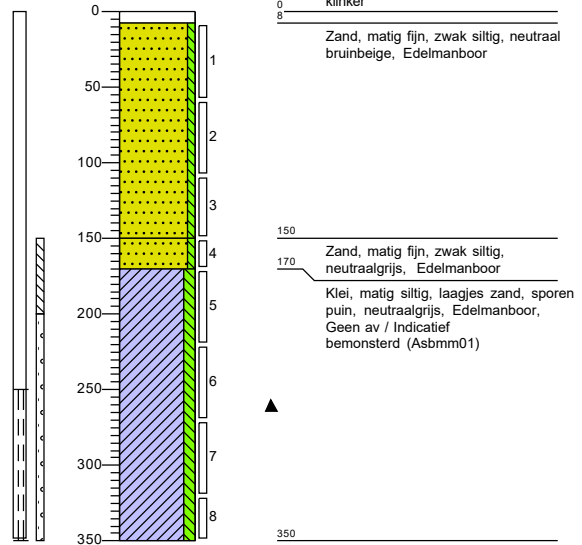 0
50
100
150
200
250
300
350
1
2
3
4
5
6
7
8
klinker
0
8
Zand, matig fijn, zwak siltig, neutraal
bruinbeige, Edelmanboor
150
Zand, matig fijn, zwak siltig,
neutraalgrijs, Edelmanboor
170
Klei, matig siltig, laagjes zand, sporen
puin, neutraalgrijs, Edelmanboor,
Geen av / Indicatief
bemonsterd (Asbmm01)
350